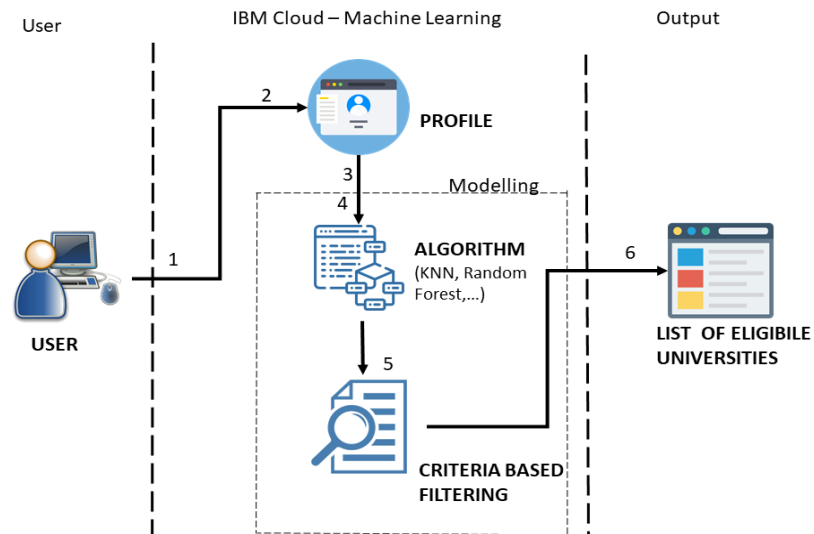 User
IBM Cloud – Machine Learning
Output
2
PROFILE
3
Modelling
4
1
ALGORITHM
(KNN, Random
Forest,...)
6
USER
LIST OF ELIGIBILE
UNIVERSITIES
5
CRITERIA BASED
FILTERING